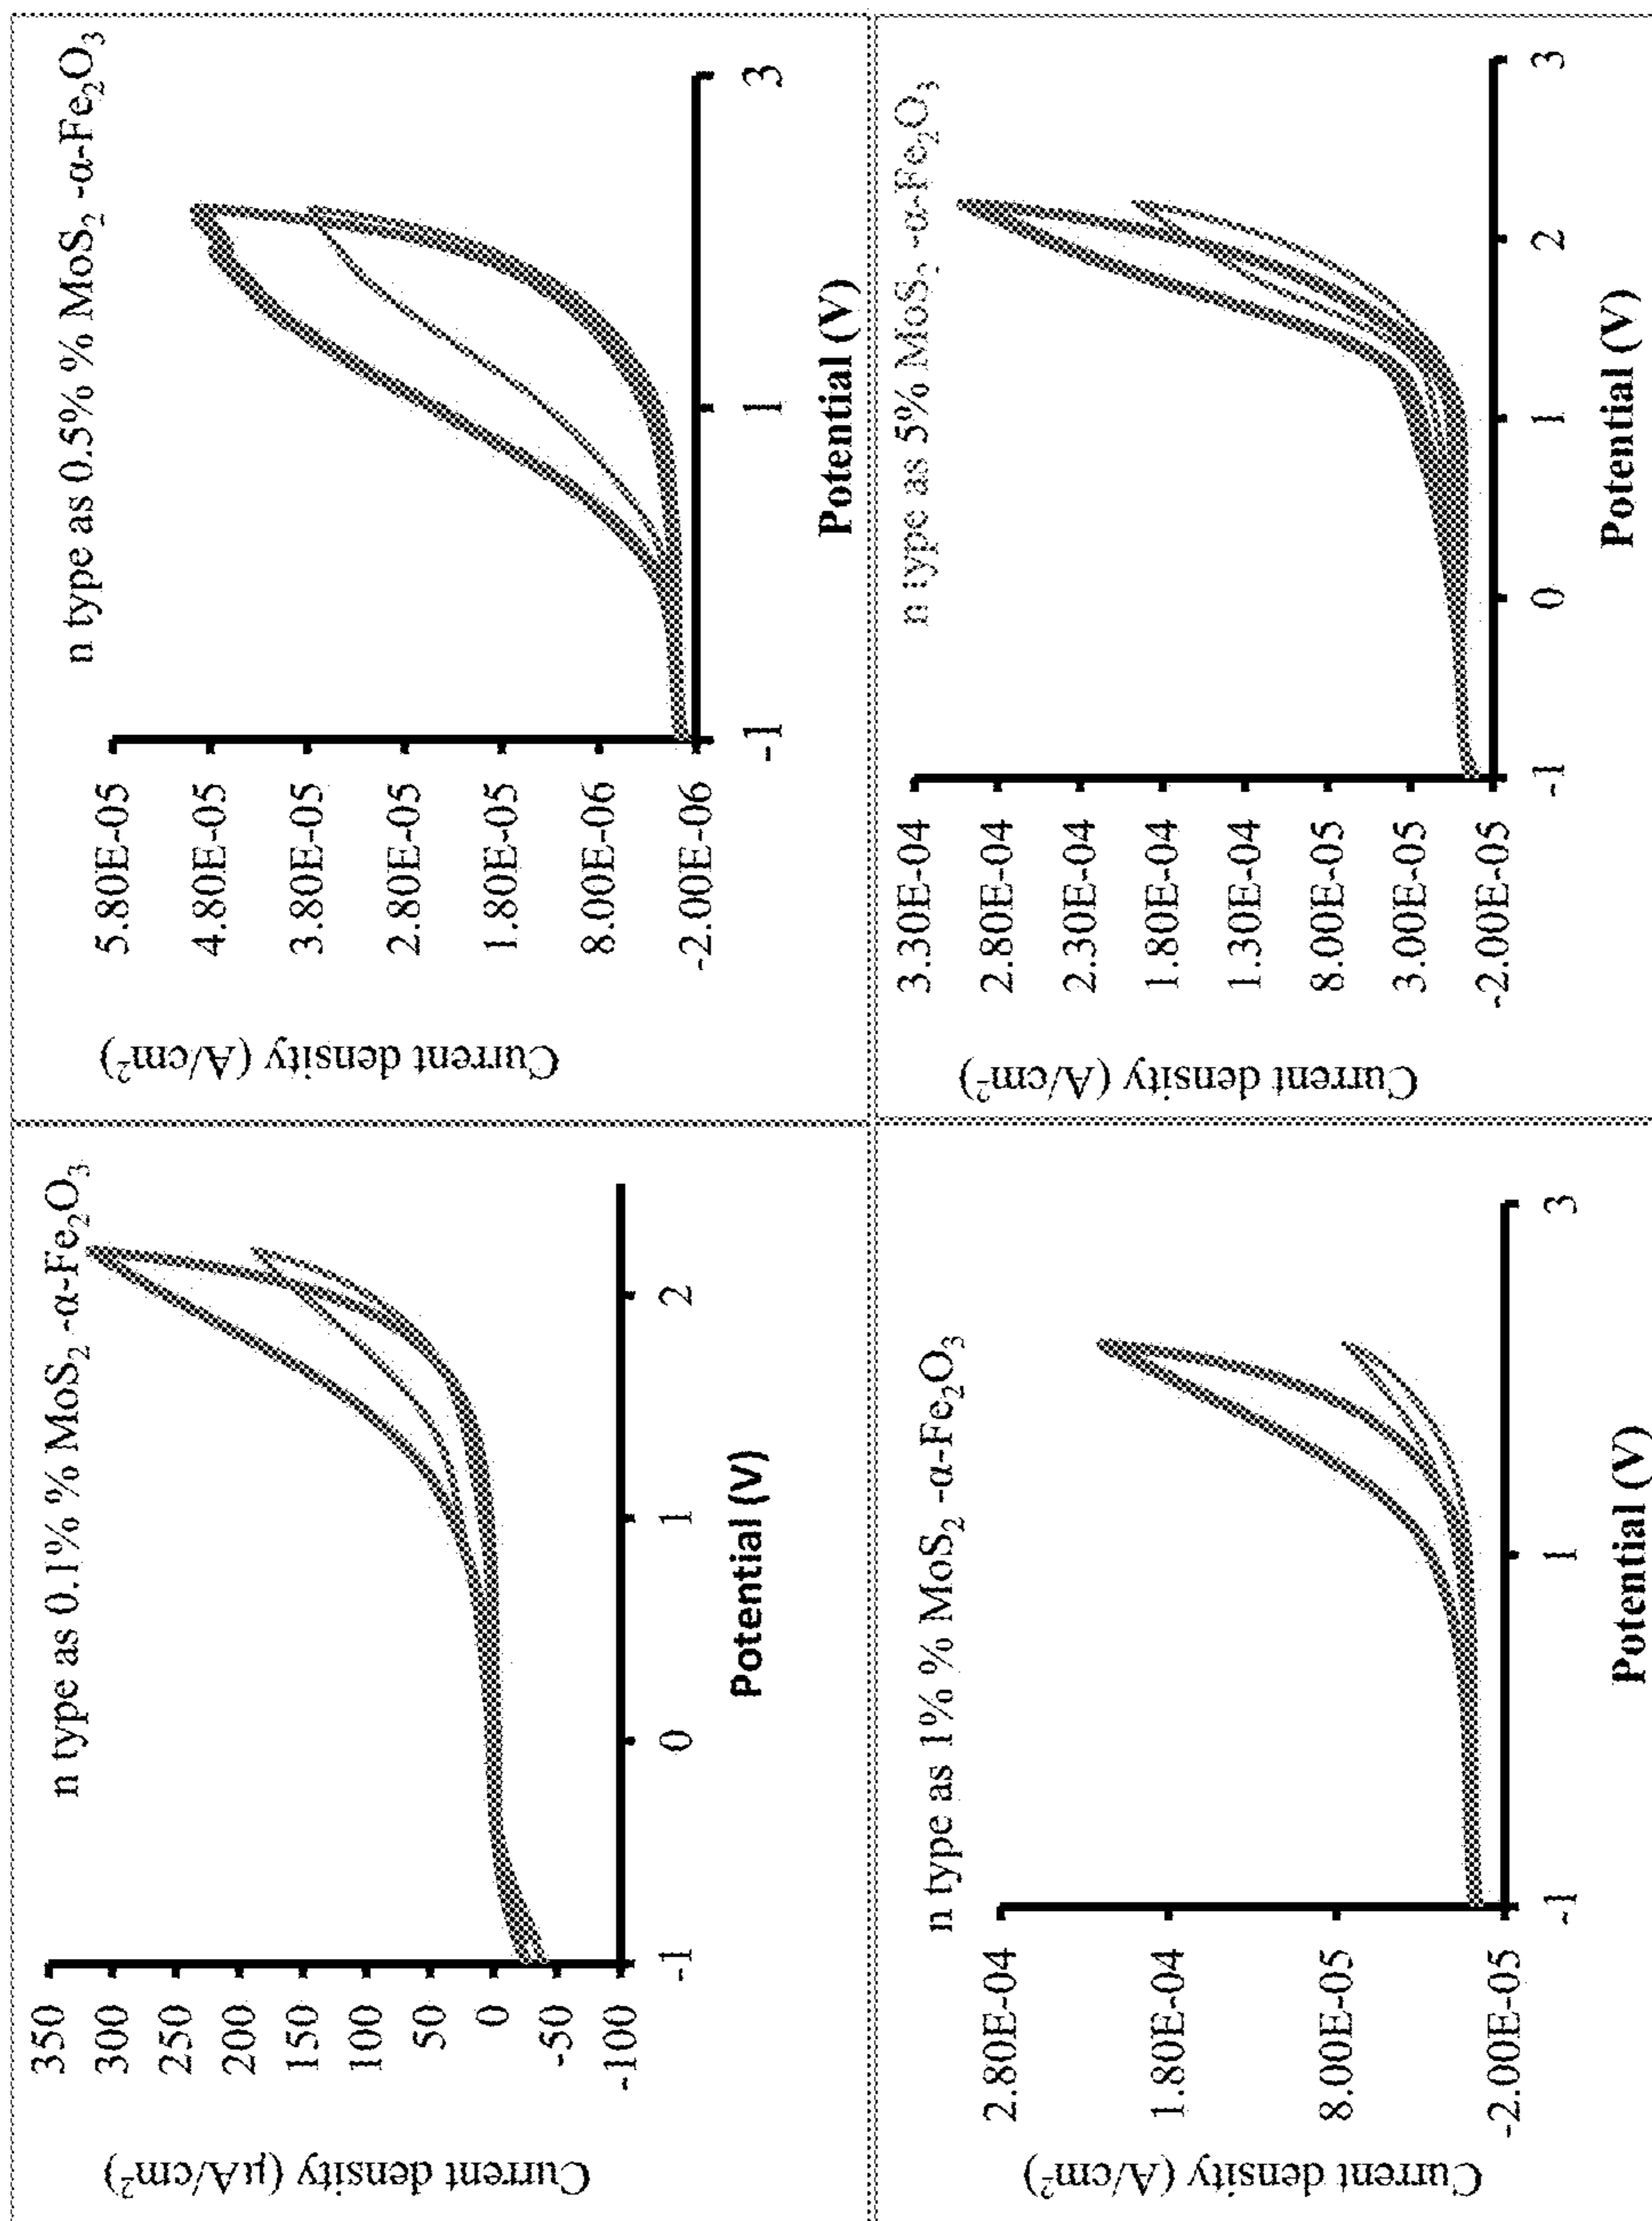 n type as 0.1% % MoS₂ -α-Fe₂O₃
350
300
250
200
150
100
50
0
-50
-100
Current density (μA/cm²)
-1
0
1
2
Potential (V)
n type as 0.5% % MoS₂ -α-Fe₂O₃
5.80E-05
4.80E-05
3.80E-05
2.80E-05
1.80E-05
8.00E-06
-2.00E-06
Current density (A/cm²)
-1
1
3
Potential (V)
n type as 1% % MoS₂ -α-Fe₂O₃
2.80E-04
1.80E-04
8.00E-05
-2.00E-05
Current density (A/cm²)
-1
1
3
Potential (V)
n type as 5% MoS₂ -α-Fe₂O₃
3.30E-04
2.80E-04
2.30E-04
1.80E-04
1.30E-04
8.00E-05
3.00E-05
-2.00E-05
Current density (A/cm²)
-1
0
1
2
3
Potential (V)